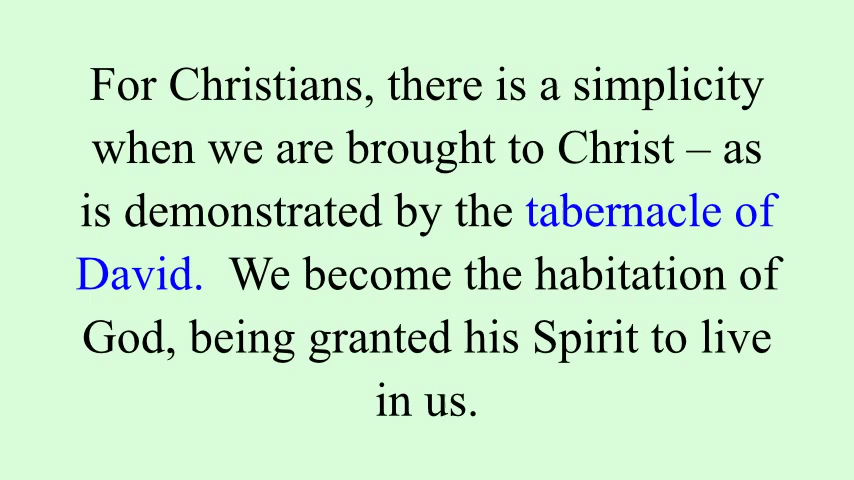 For Christians, there is a simplicity
when we are brought to Christ – as
is demonstrated by the tabernacle of
David.  We become the habitation of
God, being granted his Spirit to live
in us.